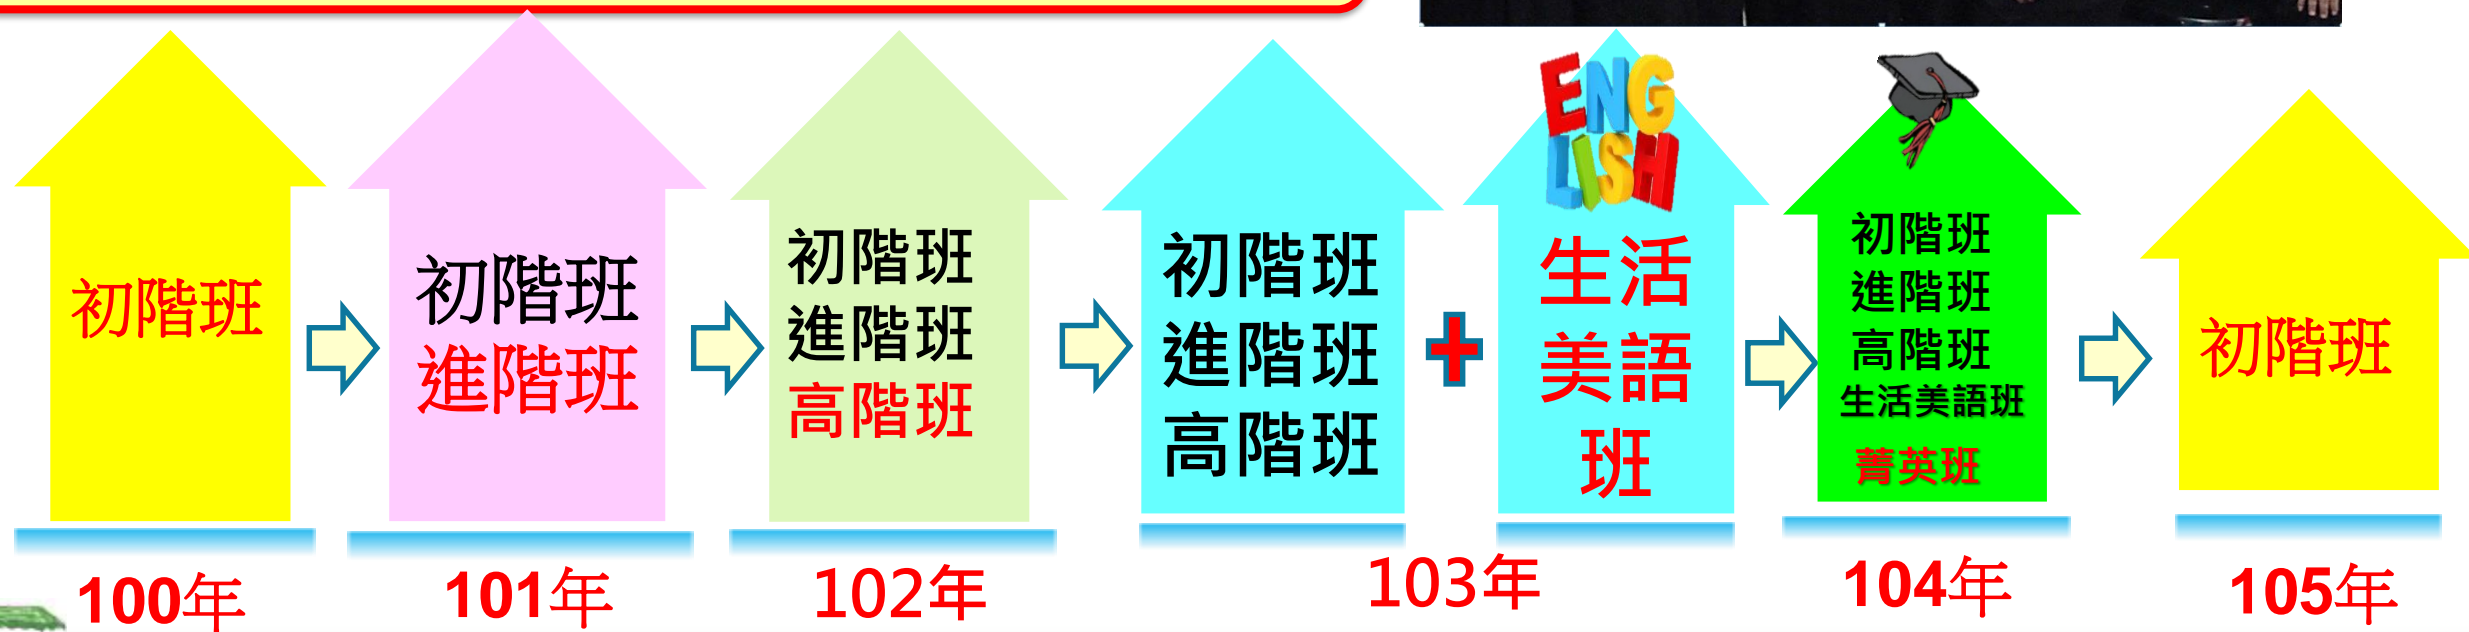 初階班
100年
初階班
進階班
101年
初階班
進階班
高階班
102年
初階班
進階班
高階班
ENG
LISH
生活
美語
班
103年
初階班
進階班
高階班
生活美語班
菁英班
104年
初階班
105年